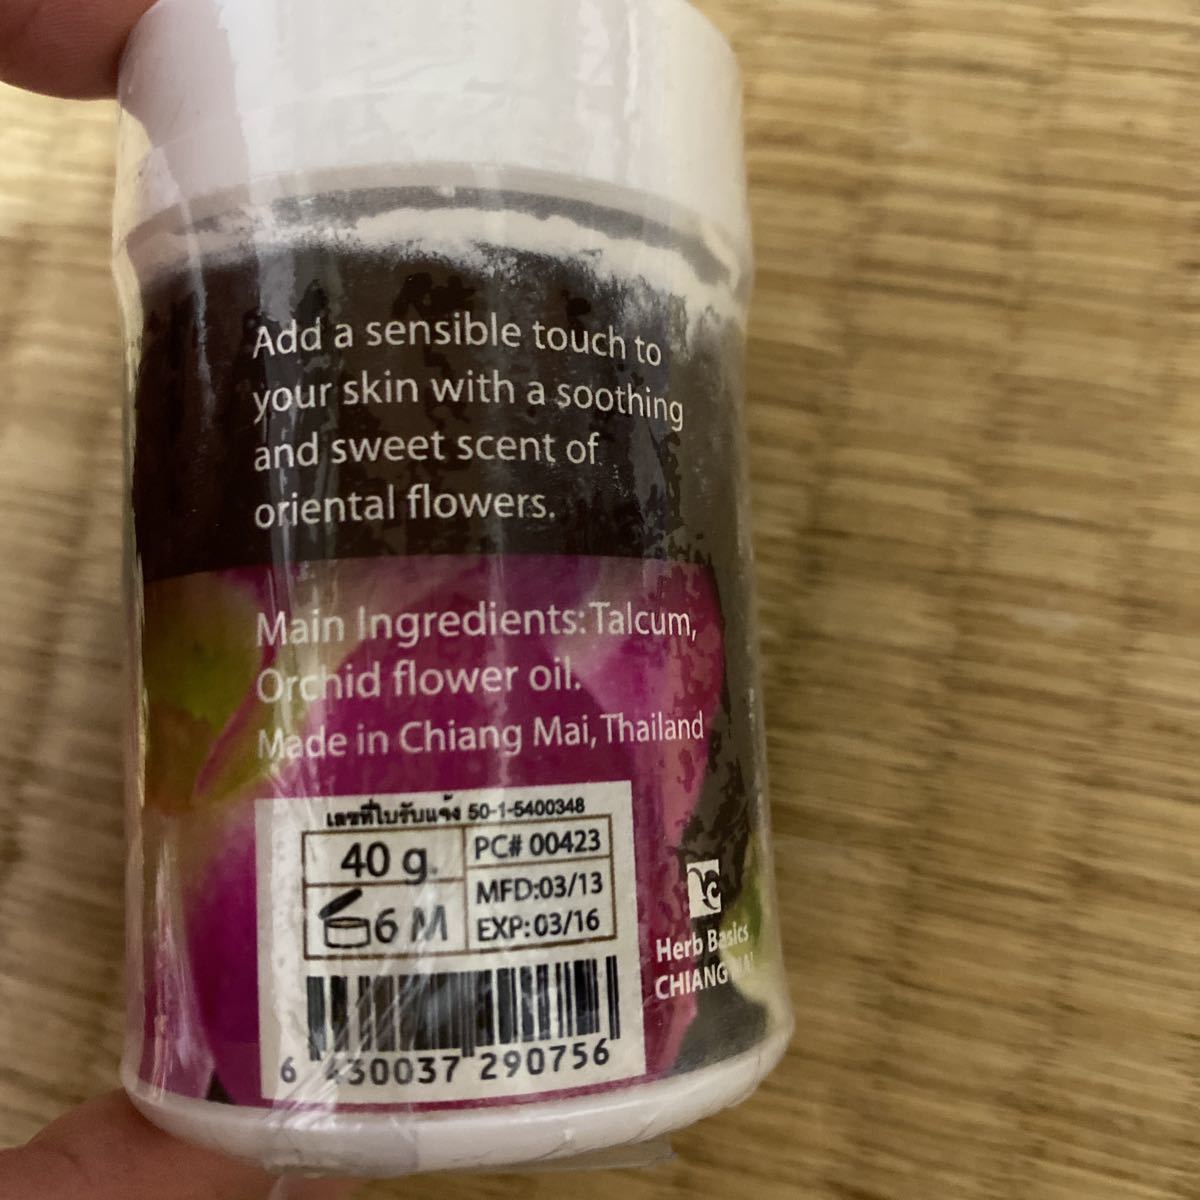 Add a sensible touch to
your skin with a soothing
and sweet scent of
oriental flowers.
Main Ingredients: Talcum,
Orchid flower oil.
Made in Chiang Mai, Thailand
เลขที่ใบรับแจ้ง 50-1-5400348
40 g.
PC# 00423
6 M
MFD:03/13
EXP:03/16
6 430037 290756
Herb Basics
CHIANG MAI